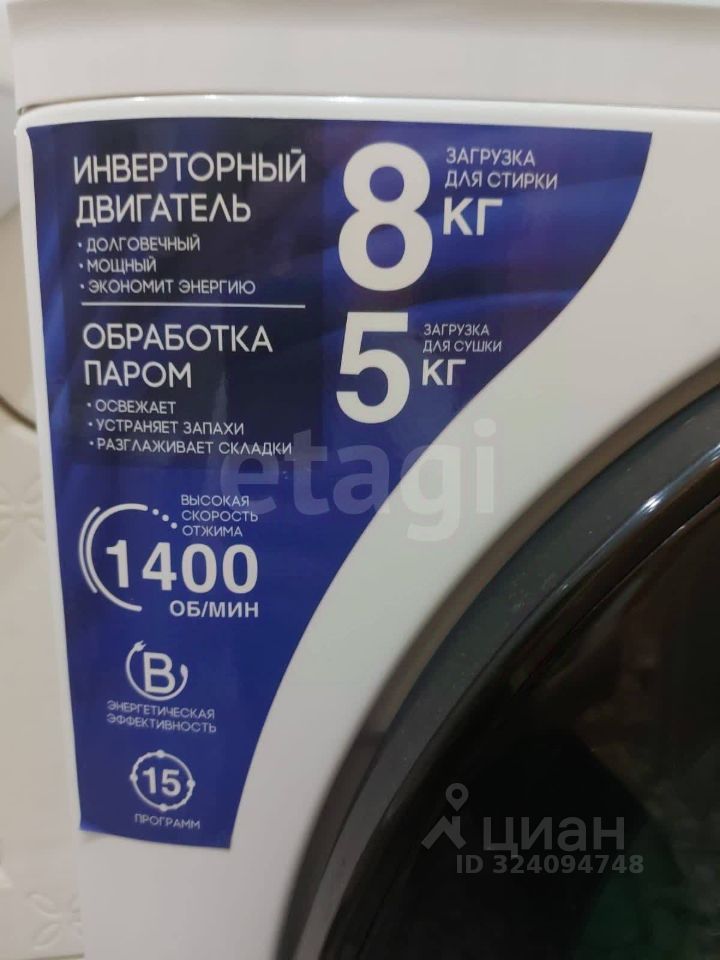 ИНВЕРТОРНЫЙ
ДВИГАТЕЛЬ
• ДОЛГОВЕЧНЫЙ
• МОЩНЫЙ
• ЭКОНОМИТ ЭНЕРГИЮ
8
КГ
ЗАГРУЗКА
ДЛЯ СТИРКИ
ОБРАБОТКА
ПАРОМ
• ОСВЕЖАЕТ
• УСТРАНЯЕТ ЗАПАХИ
• РАЗГЛАЖИВАЕТ СКЛАДКИ
5
КГ
ЗАГРУЗКА
ДЛЯ СУШКИ
etagi
ВЫСОКАЯ
СКОРОСТЬ
ОТЖИМА
1400
ОБ/МИН
B
ЭНЕРГЕТИЧЕСКАЯ
ЭФФЕКТИВНОСТЬ
15
ПРОГРАММ
циан
ID 324094748